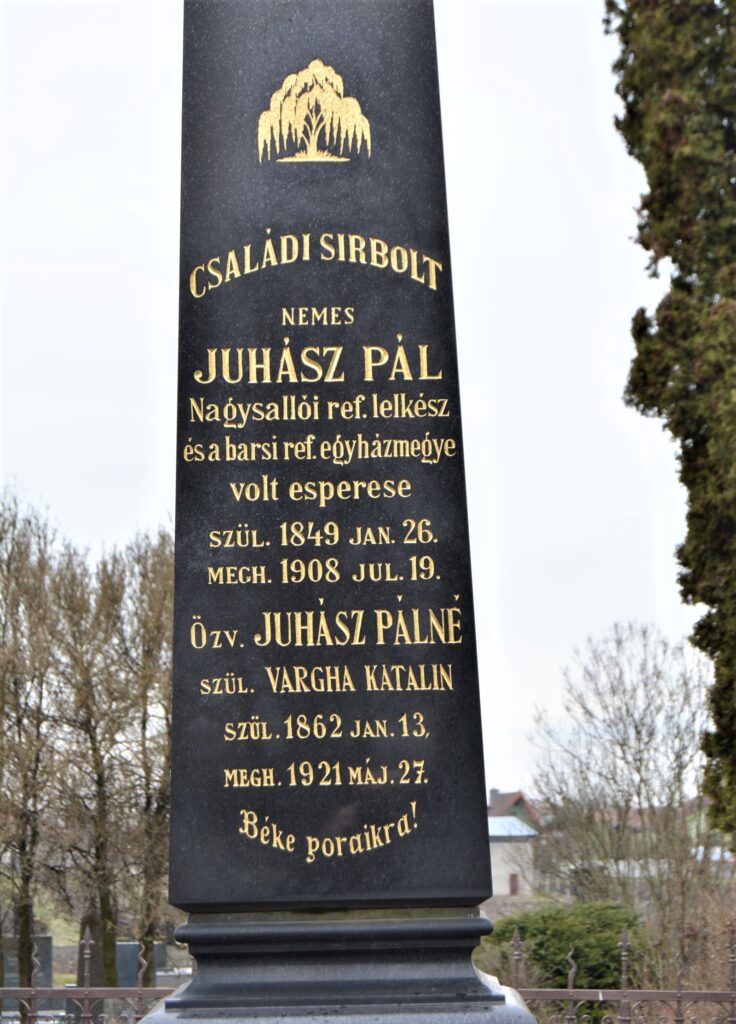 CSALÁDI SIRBOLT
NEMES
JUHÁSZ PÁL
Nagysallói ref. lelkész
és a barsi ref. egyházmegye
volt esperese
SZÜL. 1849 JAN. 26.
MEGH. 1908 JUL. 19.
Özv. JUHÁSZ PÁLNÉ
SZÜL. VARGHA KATALIN
SZÜL. 1862 JAN. 13,
MEGH. 1921 MÁJ. 27.
Béke poraikra!